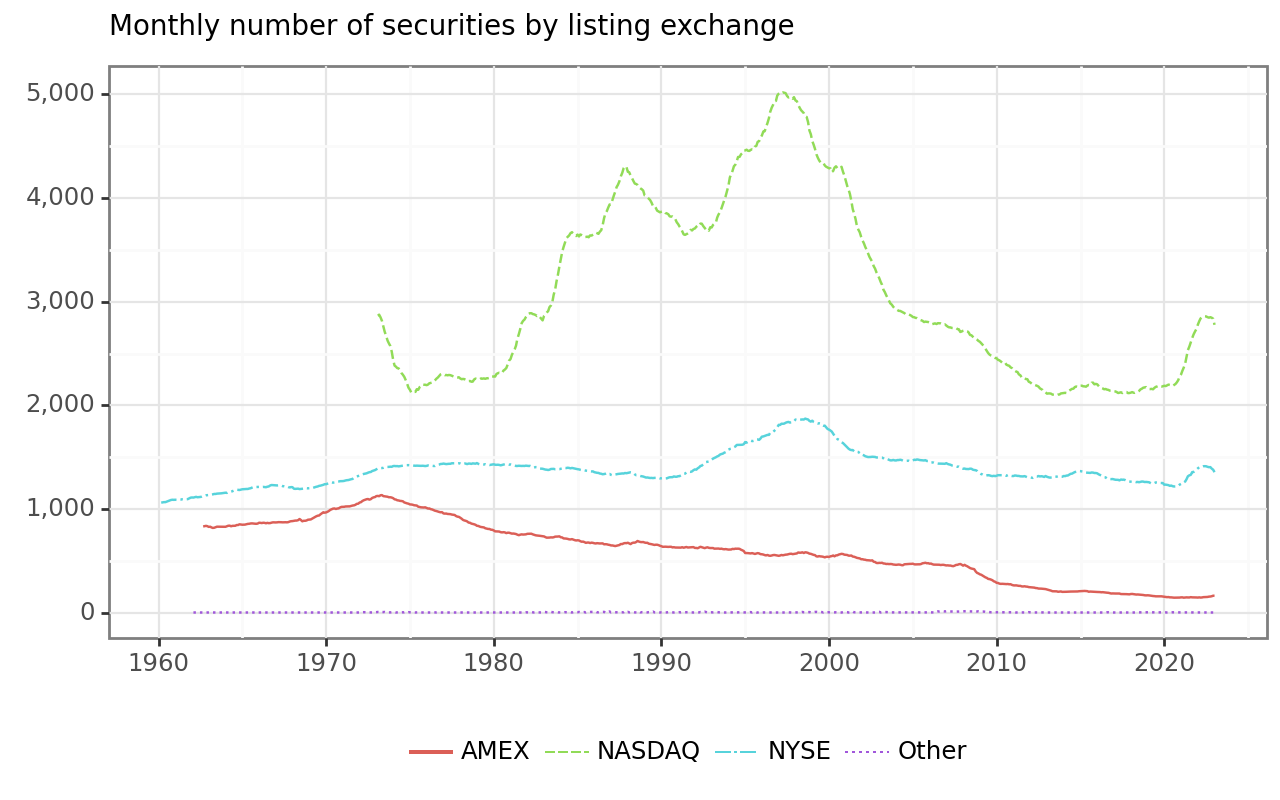 Monthly number of securities by listing exchange
5,000
4,000
3,000
2,000
1,000
0
1960 1970 1980 1990 2000 2010 2020
AMEX NASDAQ NYSE Other